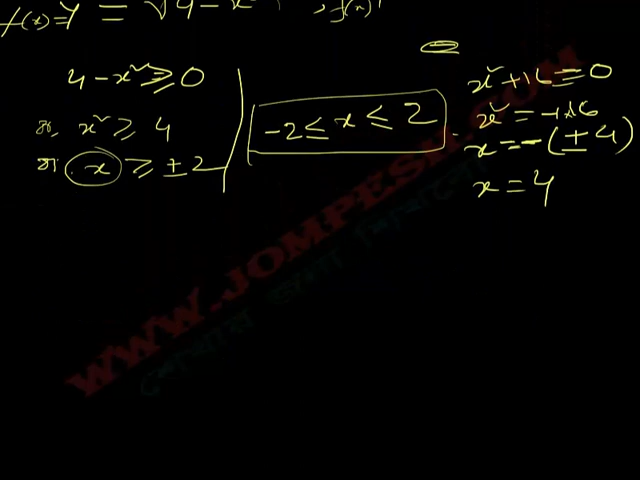 f(x)=y = √4-x² , f(x)
4-x²≥0
বা, x² ≥ 4
বা, x ≥ ±2
-2 ≤ x ≤ 2
x²+16=0
x² = -16
x=-(±4)
x=4
WWW.JOMPESH.COM